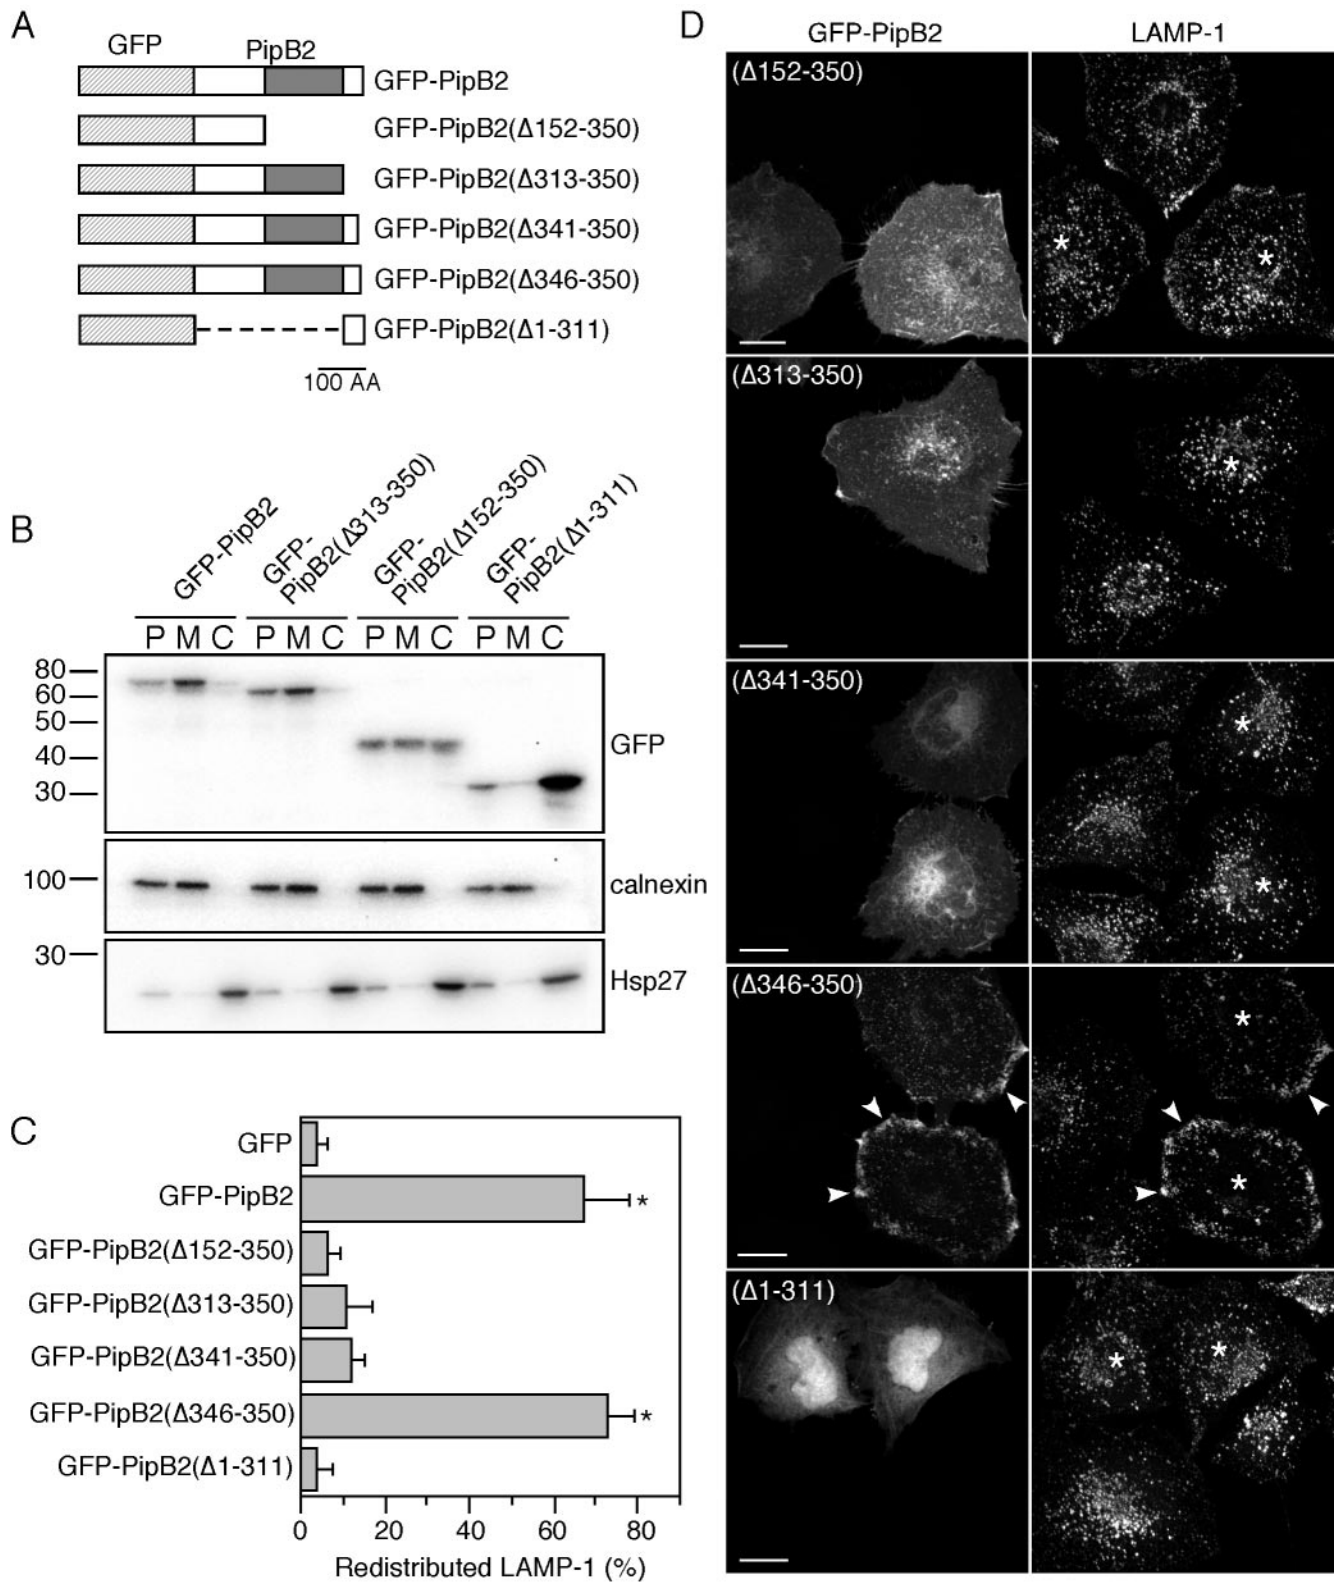 A
GFP
PipB2
GFP-PipB2
GFP-PipB2(Δ152-350)
GFP-PipB2(Δ313-350)
GFP-PipB2(Δ341-350)
GFP-PipB2(Δ346-350)
GFP-PipB2(Δ1-311)
100 AA
B
GFP-PipB2
GFP-
PipB2(Δ313-350)
GFP-
PipB2(Δ152-350)
GFP-
PipB2(Δ1-311)
P M C P M C P M C P M C
80
60
50
40
30
GFP
100
calnexin
30
Hsp27
C
GFP
GFP-PipB2
*
GFP-PipB2(Δ152-350)
GFP-PipB2(Δ313-350)
GFP-PipB2(Δ341-350)
GFP-PipB2(Δ346-350)
*
GFP-PipB2(Δ1-311)
0 20 40 60 80
Redistributed LAMP-1 (%)
D
GFP-PipB2
LAMP-1
(Δ152-350)
* *
(Δ313-350)
*
(Δ341-350)
*
*
(Δ346-350)
*
*
(Δ1-311)
* *